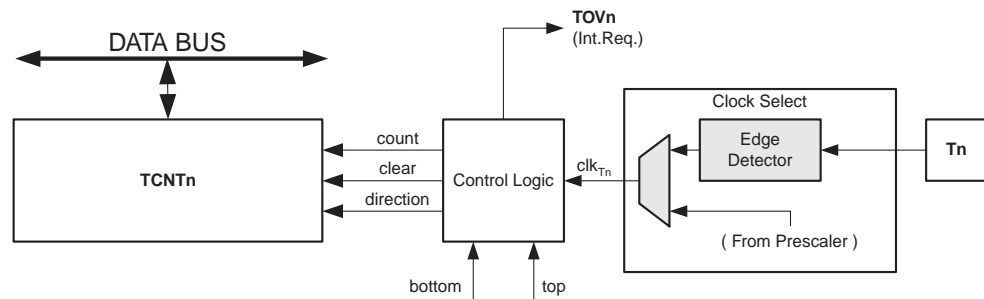 TOVn
(Int.Req.)
DATA BUS
Clock Select
count
Edge
Detector
Tn
TCNTn
clear
Control Logic
clkTn
direction
( From Prescaler )
bottom
top